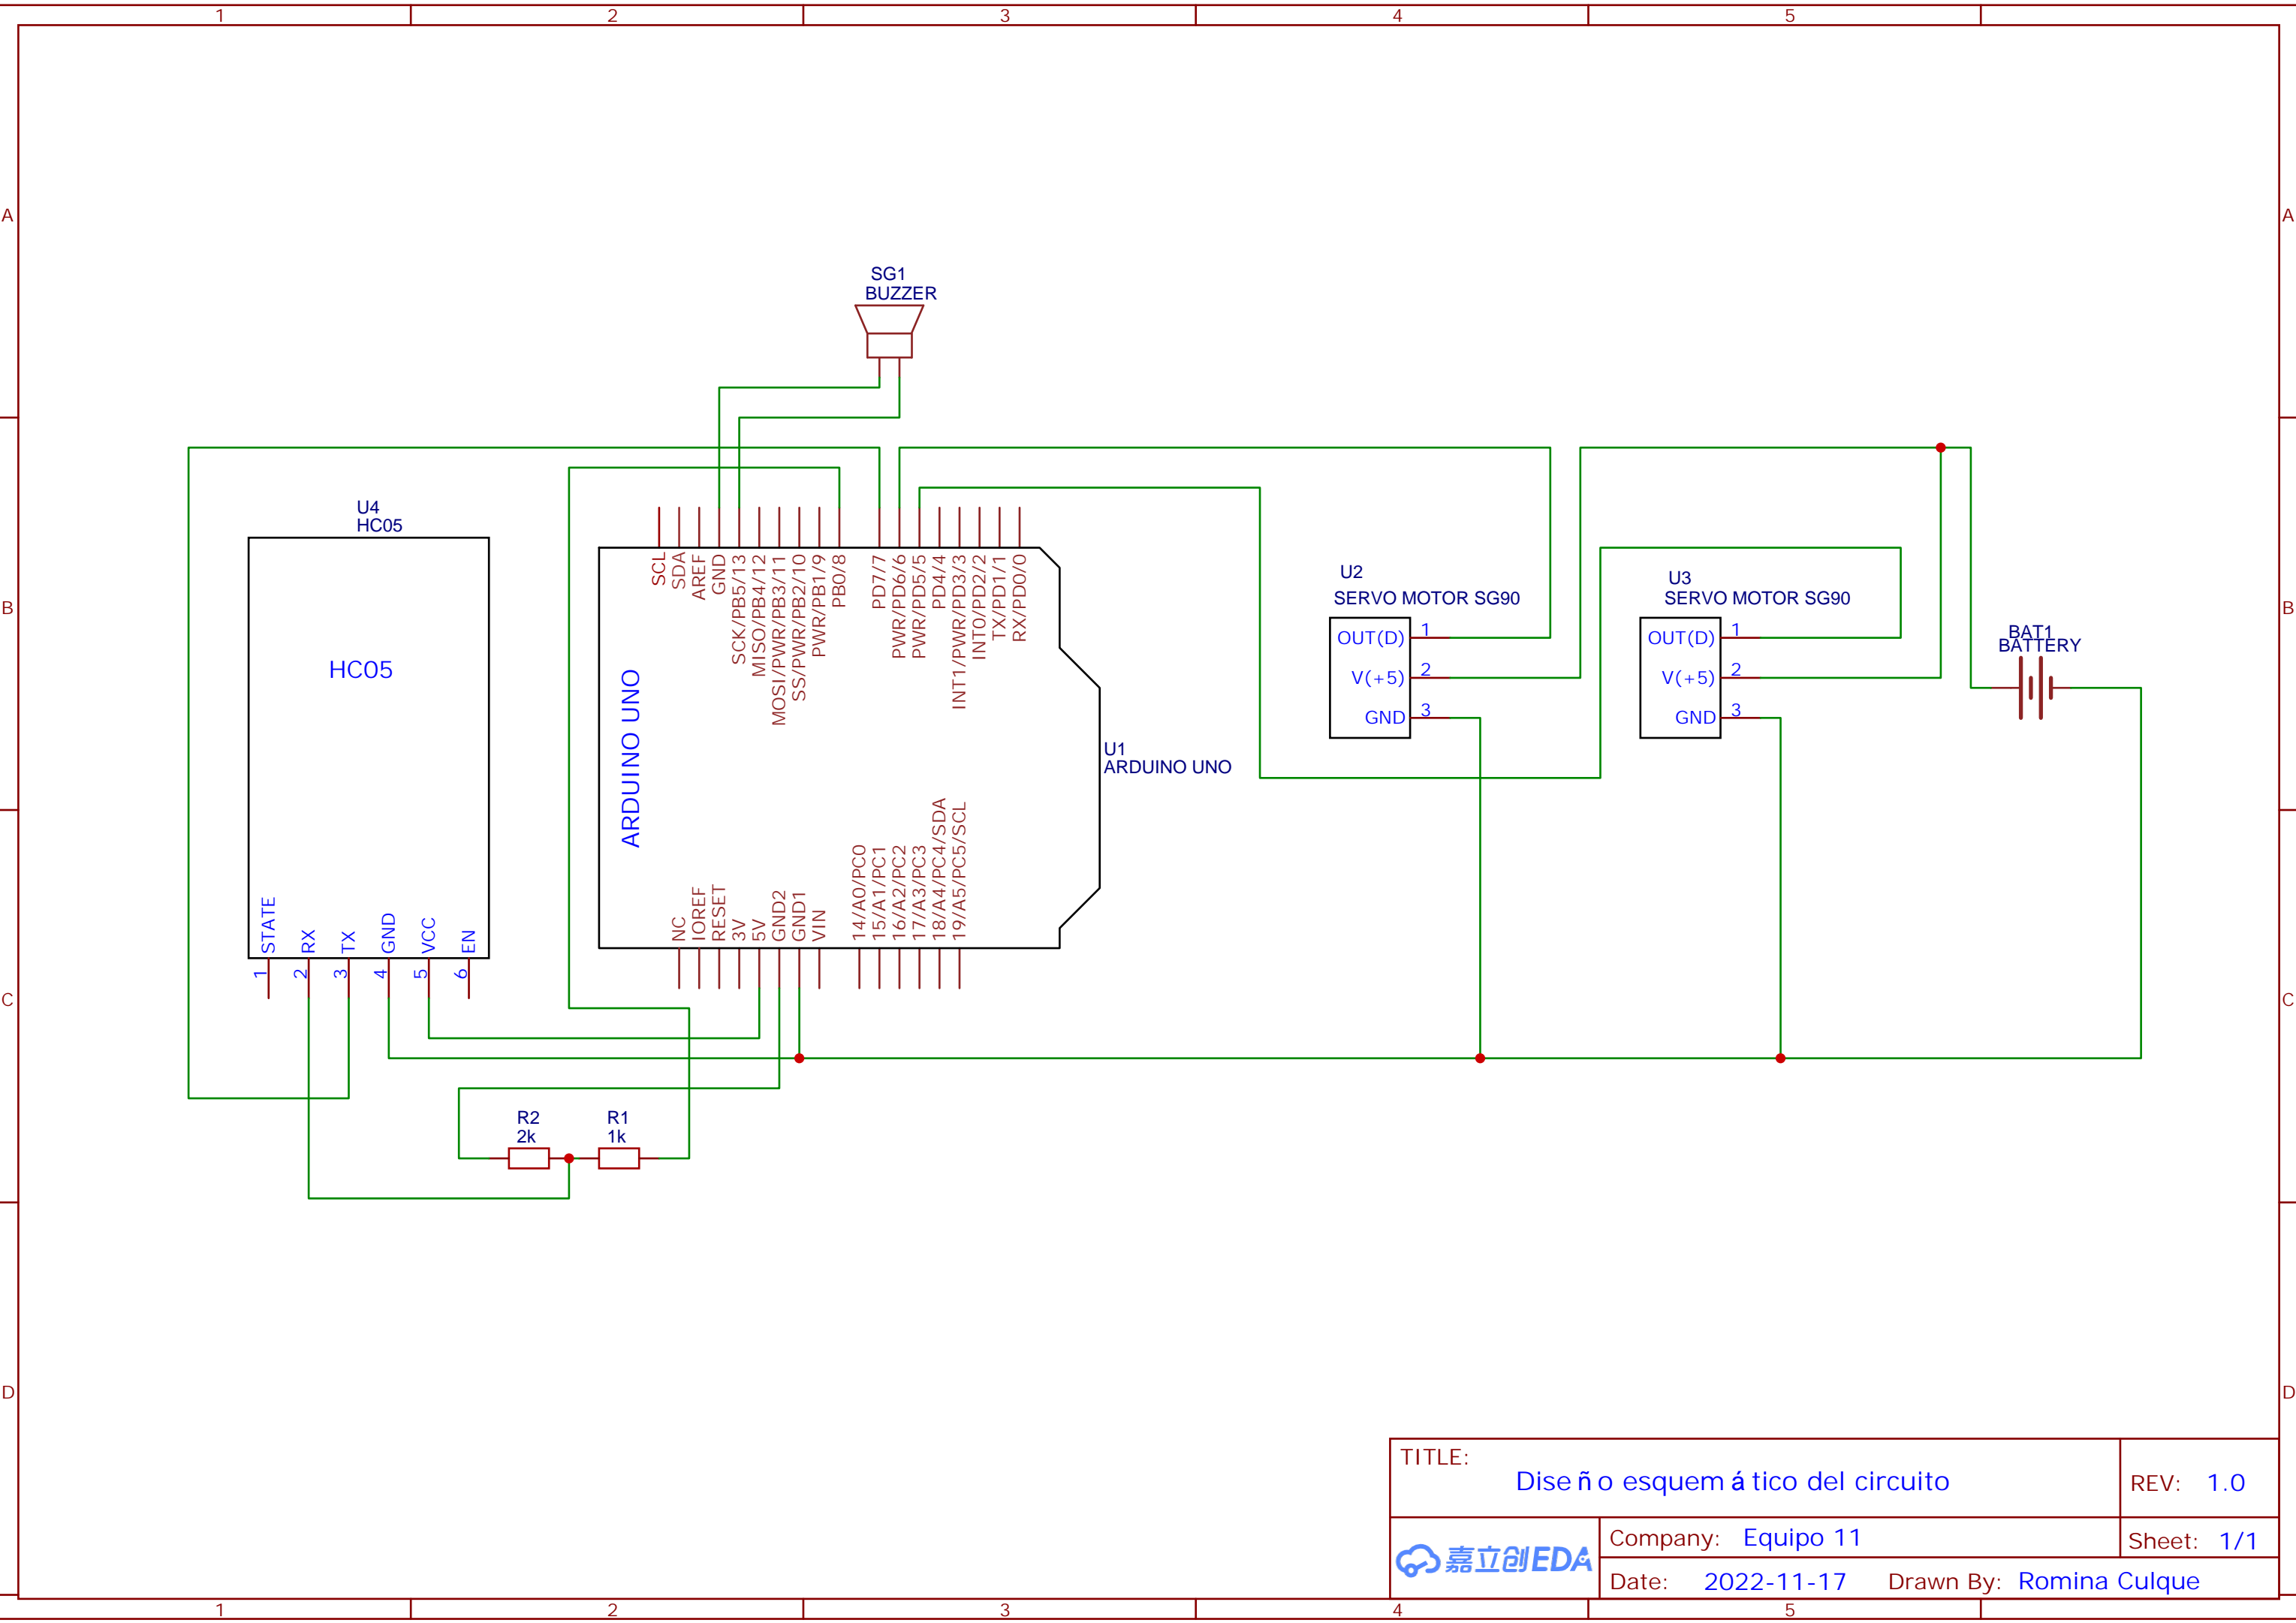 1 2 3 4 5
A A
B B
C C
D D
SG1
BUZZER
U4
HC05
HC05
STATE
RX
TX
GND
VCC
EN
1
2
3
4
5
6
SCL
SDA
AREF
GND
SCK/PB5/13
MISO/PB4/12
MOSI/PWR/PB3/11
SS/PWR/PB2/10
PWR/PB1/9
PB0/8
PD7/7
PWR/PD6/6
PWR/PD5/5
PD4/4
INT1/PWR/PD3/3
INT0/PD2/2
TX/PD1/1
RX/PD0/0
ARDUINO UNO
U1
ARDUINO UNO
NC
IOREF
RESET
3V
5V
GND2
GND1
VIN
14/A0/PC0
15/A1/PC1
16/A2/PC2
17/A3/PC3
18/A4/PC4/SDA
19/A5/PC5/SCL
U2
SERVO MOTOR SG90
OUT(D) 1
V(+5) 2
GND 3
U3
SERVO MOTOR SG90
OUT(D) 1
V(+5) 2
GND 3
BAT1
BATTERY
R2
2k
R1
1k
TITLE:
Diseño esquemático del circuito
REV: 1.0
嘉立创EDA
Company: Equipo 11
Sheet: 1/1
Date: 2022-11-17 Drawn By: Romina Culque
1 2 3 4 5